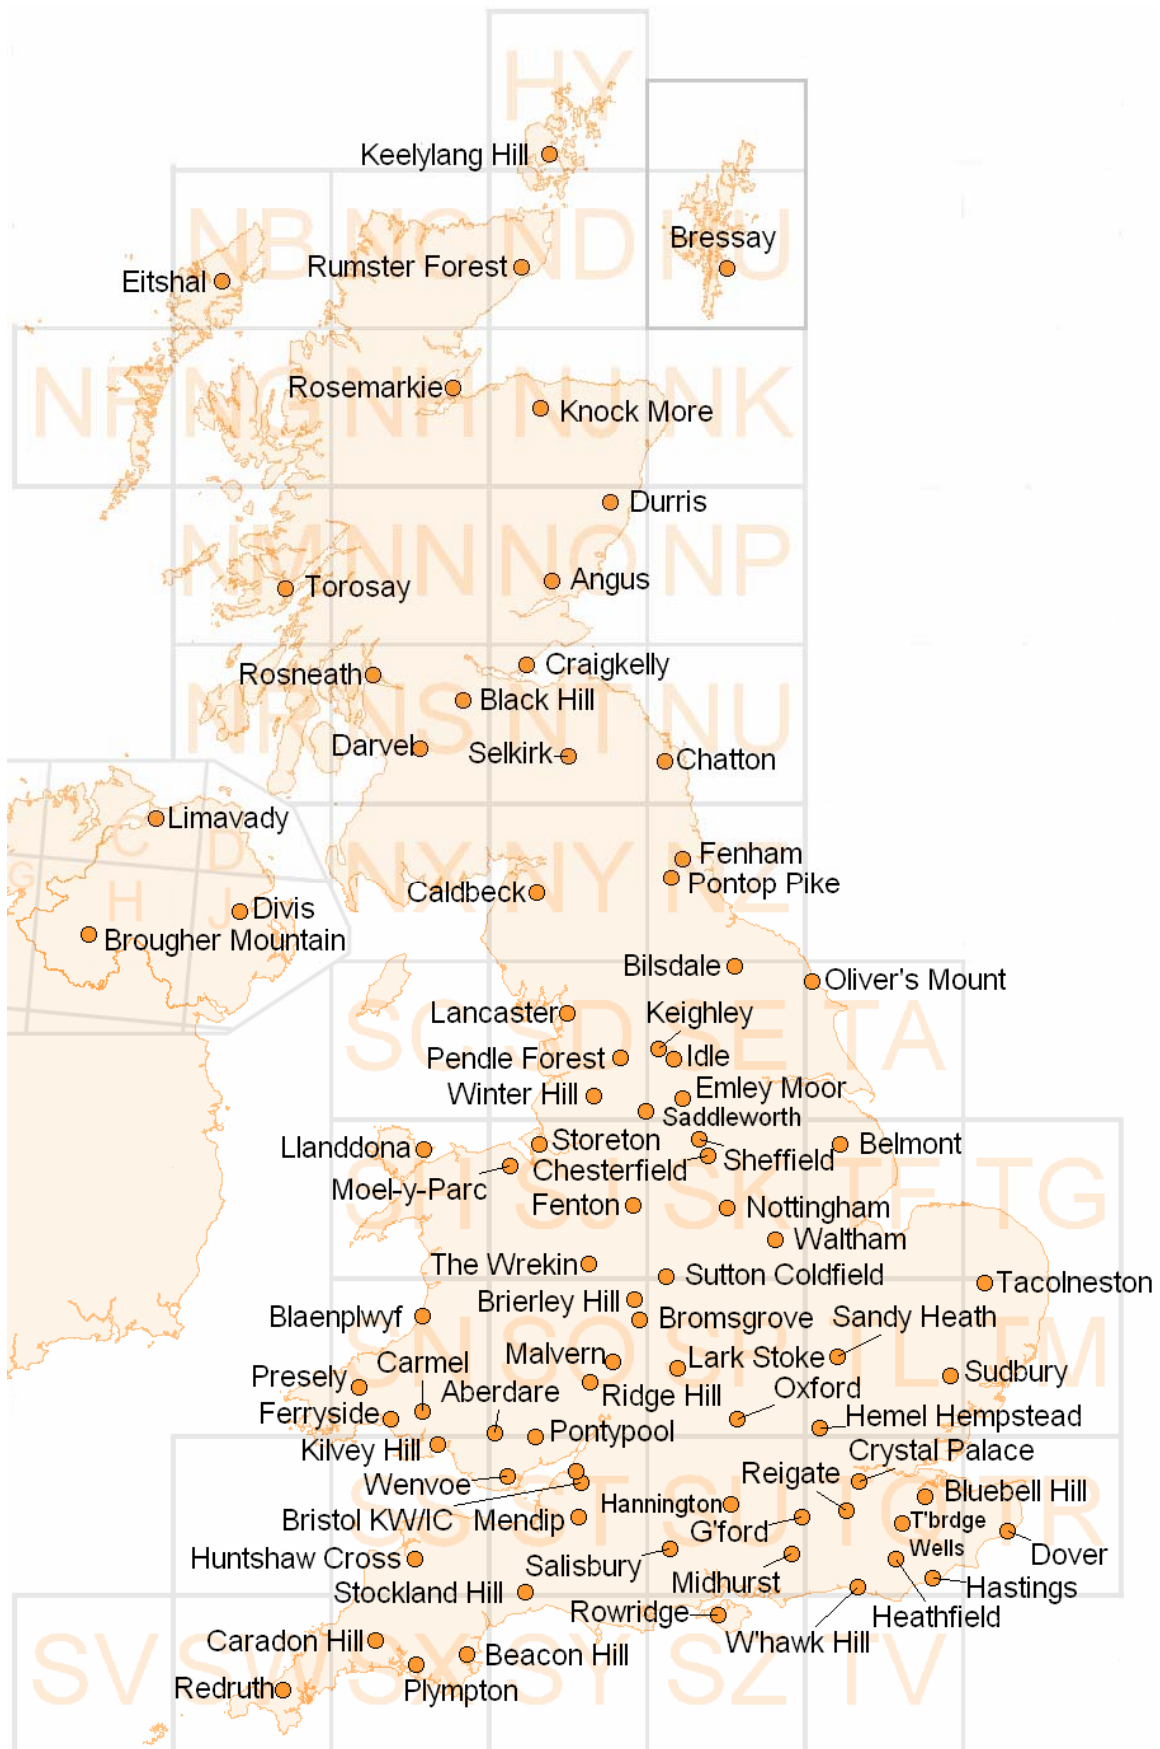 HY
Keelylang Hill
NB NC ND HU
Bressay
Rumster Forest
Eitshal
NF NG NH NJ NK
Rosemarkie
Knock More
Durris
NM NN NO NP
Angus
Torosay
Craigkelly
Rosneath
Black Hill
NR NS NT NU
Darvel
Selkirk
Chatton
Limavady
C D
Fenham
G
NX NY NZ
Pontop Pike
Caldbeck
H J
Divis
Brougher Mountain
Bilsdale
Oliver's Mount
Lancaster
Keighley
SC SD SE TA
Pendle Forest
Idle
Winter Hill
Emley Moor
Saddleworth
Llanddona
Storeton
Belmont
Chesterfield
Sheffield
Moel-y-Parc
SH SJ SK TF TG
Fenton
Nottingham
Waltham
The Wrekin
Sutton Coldfield
Tacolneston
Brierley Hill
Blaenplwyf
Bromsgrove
Sandy Heath
SN SO SP TL TM
Malvern
Lark Stoke
Carmel
Presely
Sudbury
Aberdare
Ridge Hill
Oxford
Ferryside
Hemel Hempstead
Pontypool
Kilvey Hill
Crystal Palace
Wenvoe
Reigate
Bluebell Hill
SS ST SU TQ TR
Hannington
Bristol KW/IC
Mendip
G'ford
T'brdge
Wells
Huntshaw Cross
Salisbury
Dover
Midhurst
Stockland Hill
Hastings
Rowridge
Heathfield
W'hawk Hill
Caradon Hill
Beacon Hill
SV SW SX SY SZ TV
Redruth
Plympton